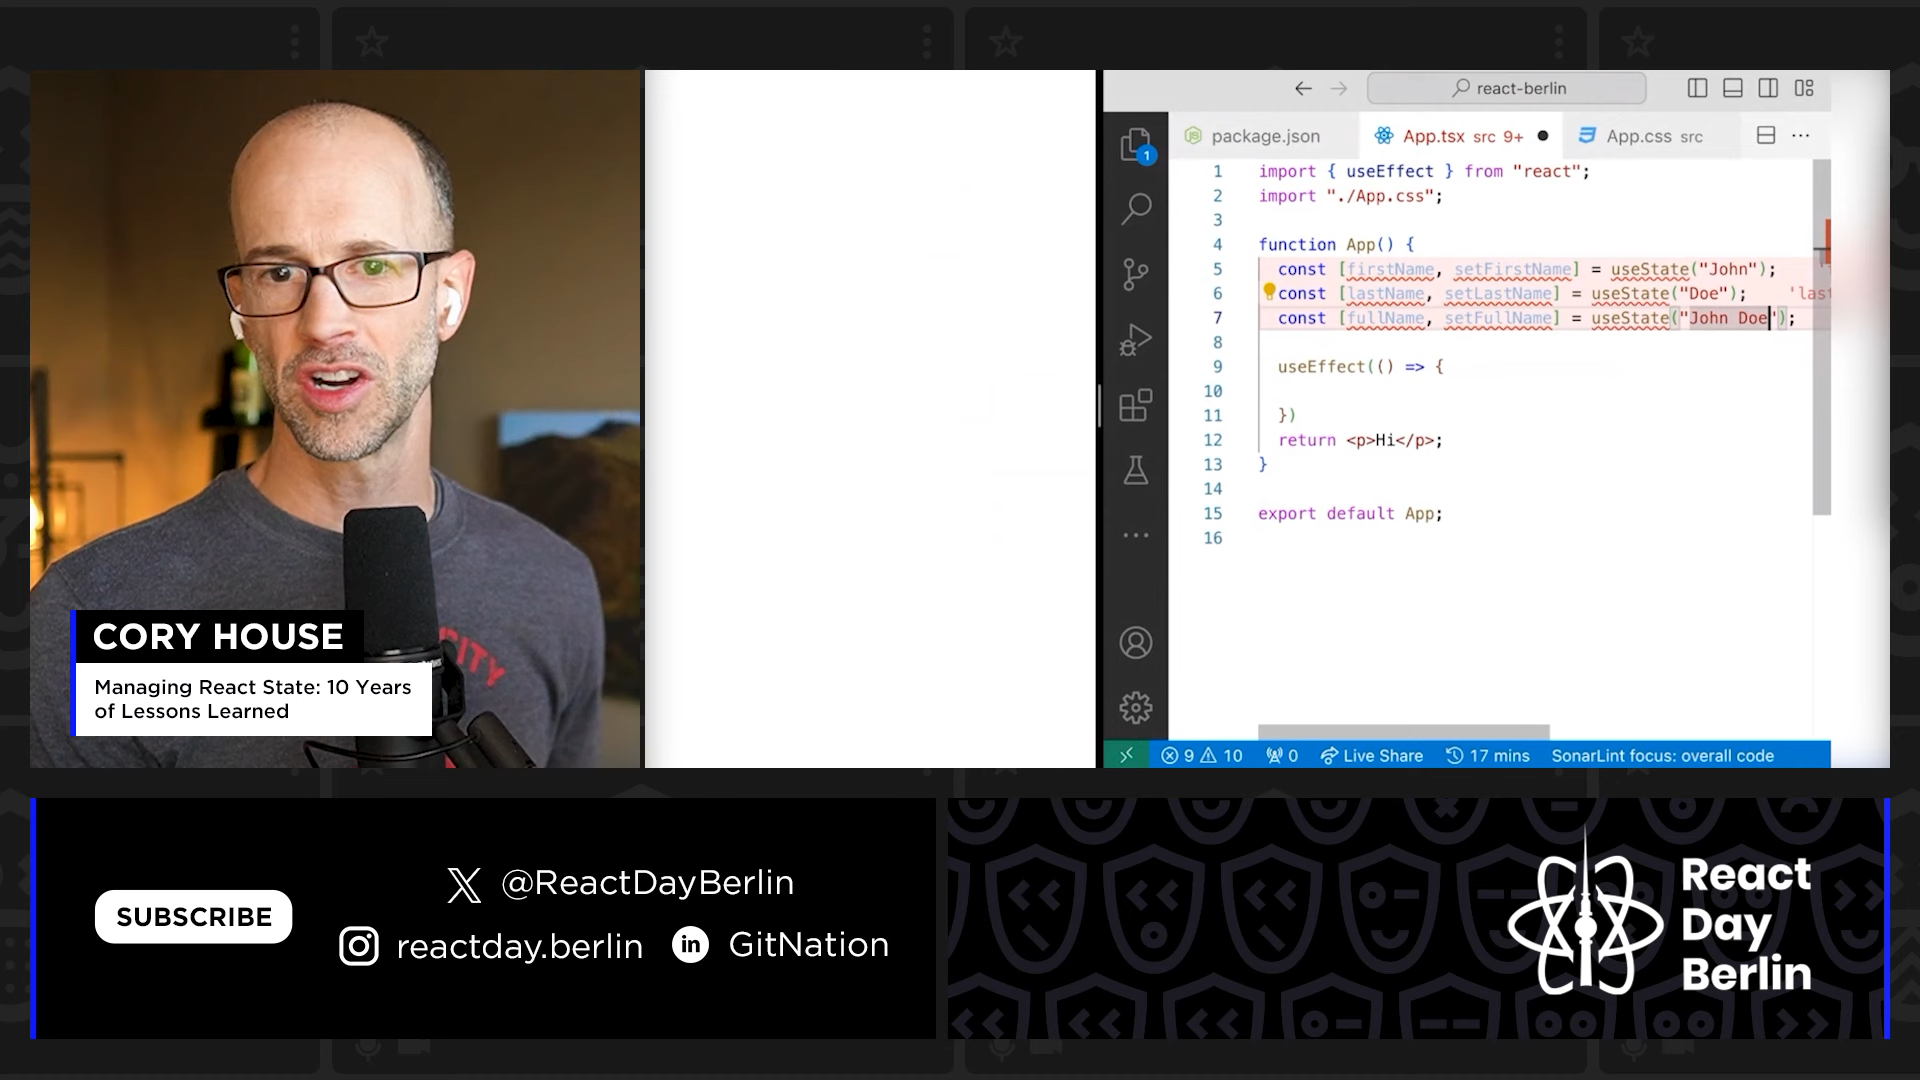 CORY HOUSE
Managing React State: 10 Years
of Lessons Learned
react-berlin
1
package.json
App.tsx src 9+
App.css src
1 import { useEffect } from "react";
2 import "./App.css";
3
4 function App() {
5 const [firstName, setFirstName] = useState("John");
6 const [lastName, setLastName] = useState("Doe"); 'last
7 const [fullName, setFullName] = useState("John Doe");
8
9 useEffect(() => {
10
11 })
12 return <p>Hi</p>;
13 }
14
15 export default App;
16
9 10 0 Live Share 17 mins SonarLint focus: overall code
SUBSCRIBE
@ReactDayBerlin
reactday.berlin
in GitNation
React
Day
Berlin